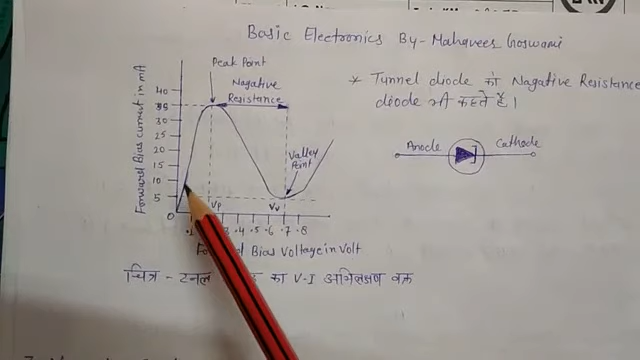 Basic Electronics By- Mahaveer Goswami
Peak Point
Nagative
Resistance
Valley
Point
Forward Bias current in mA
40
35
30
25
20
15
10
5
0
.1 Vp .3 .4 .5 Vv .6 .7 .8
Bias Voltage in Volt
चित्र - टनल का V-I अभिलक्षण वक्र
* Tunnel diode को Nagative Resistance
diode भी कहते हैं।
Anode Cathode